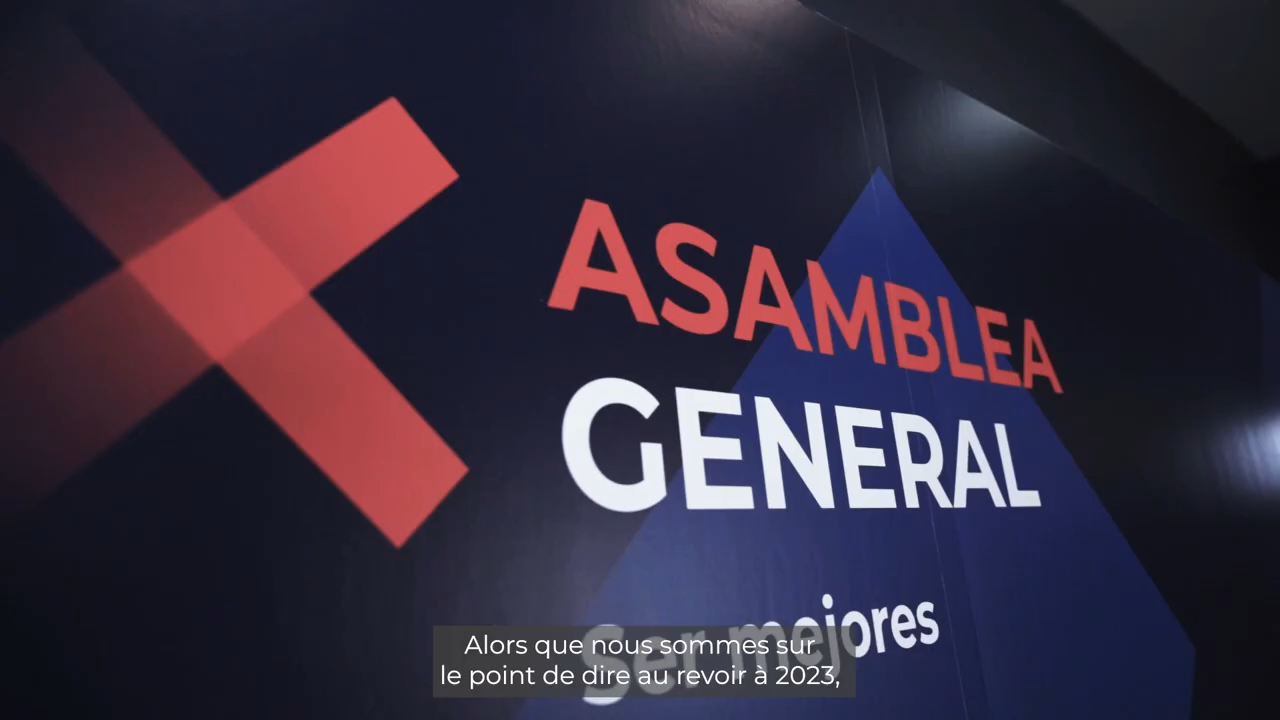 ASAMBLEA
GENERAL
Ser mejores
Alors que nous sommes sur
le point de dire au revoir à 2023,